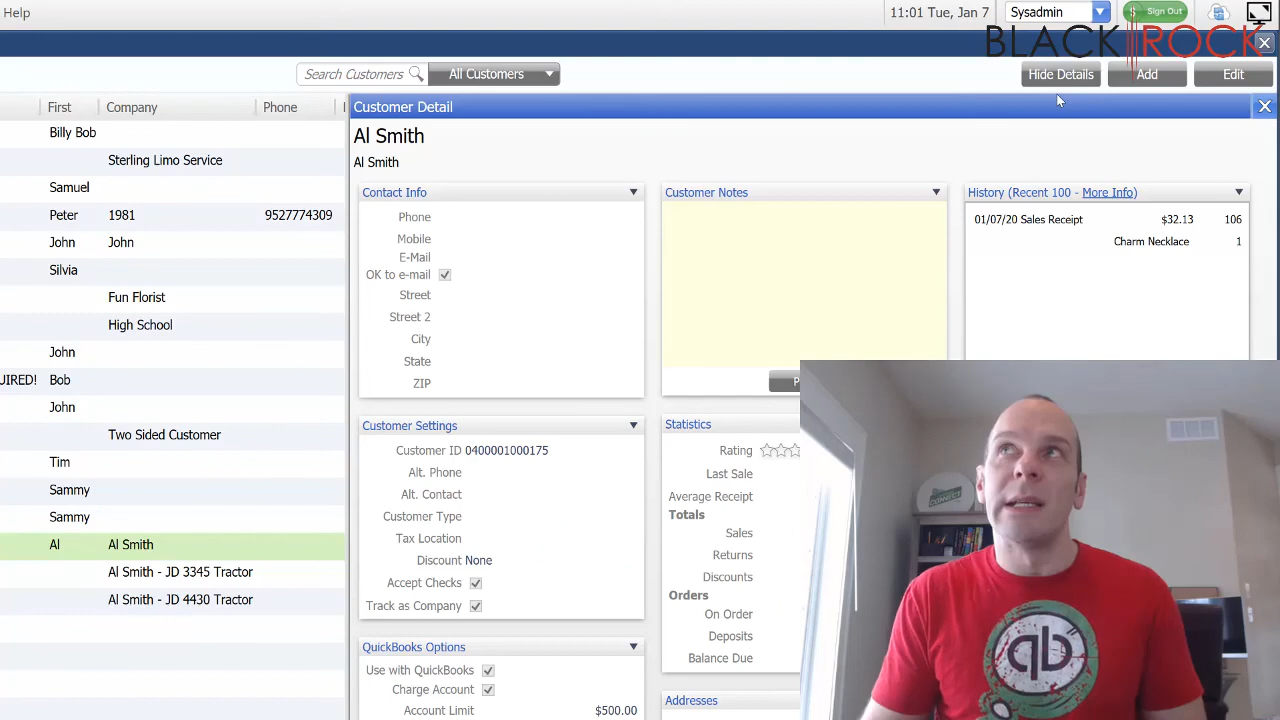 Help
11:01 Tue, Jan 7
Sysadmin
$ Sign Out
BLACK ROCK
Search Customers
All Customers
Hide Details
Add
Edit
First Company Phone
Customer Detail
Al Smith
Al Smith
Billy Bob
Sterling Limo Service
Samuel
Peter 1981 9527774309
John John
Silvia
Fun Florist
High School
John
UIRED! Bob
John
Two Sided Customer
Tim
Sammy
Sammy
Al Al Smith
Al Smith - JD 3345 Tractor
Al Smith - JD 4430 Tractor
Contact Info
Phone
Mobile
E-Mail
OK to e-mail
Street
Street 2
City
State
ZIP
Customer Notes
P
History (Recent 100 - More Info)
01/07/20 Sales Receipt $32.13 106
Charm Necklace 1
Customer Settings
Customer ID 0400001000175
Alt. Phone
Alt. Contact
Customer Type
Tax Location
Discount None
Accept Checks
Track as Company
Statistics
Rating
Last Sale
Average Receipt
Totals
Sales
Returns
Discounts
Orders
On Order
Deposits
Balance Due
QuickBooks Options
Use with QuickBooks
Charge Account
Account Limit $500.00
Addresses
CONNECT
qb